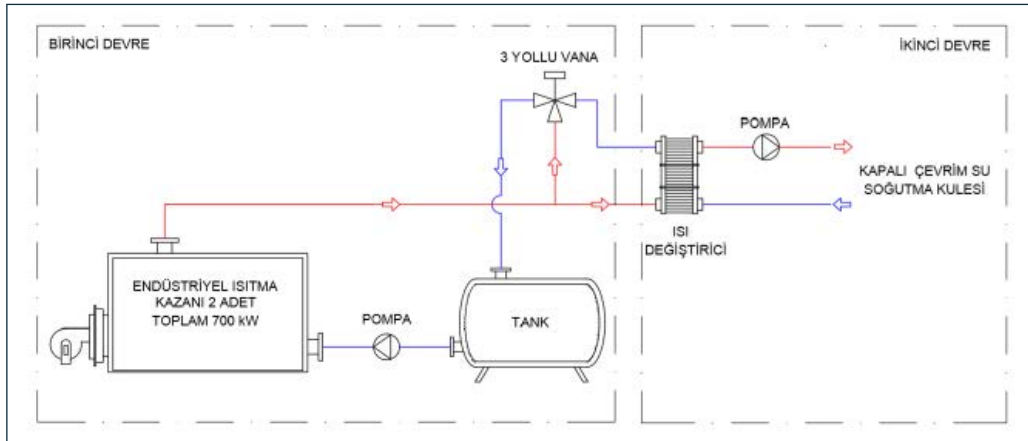 BİRİNCİ DEVRE
3 YOLLU VANA
ENDÜSTRİYEL ISITMA
KAZANI 2 ADET
TOPLAM 700 kW
POMPA
TANK
İKİNCİ DEVRE
POMPA
KAPALI ÇEVRİM SU
SOĞUTMA KULESİ
ISI
DEĞİŞTİRİCİ